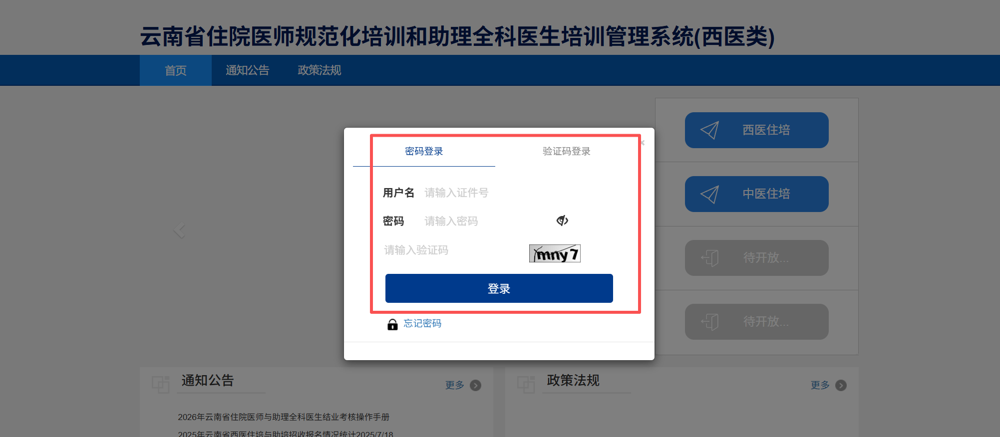 云南省住院医师规范化培训和助理全科医生培训管理系统(西医类)
首页 通知公告 政策法规
西医住培
中医住培
待开放...
待开放...
密码登录 验证码登录
用户名 请输入证件号
密码 请输入密码
请输入验证码 mny7
登录
忘记密码
通知公告 更多
2026年云南省住院医师与助理全科医生结业考核操作手册
2025年云南省西医住培与助培招收报名情况统计2025/7/18
政策法规 更多